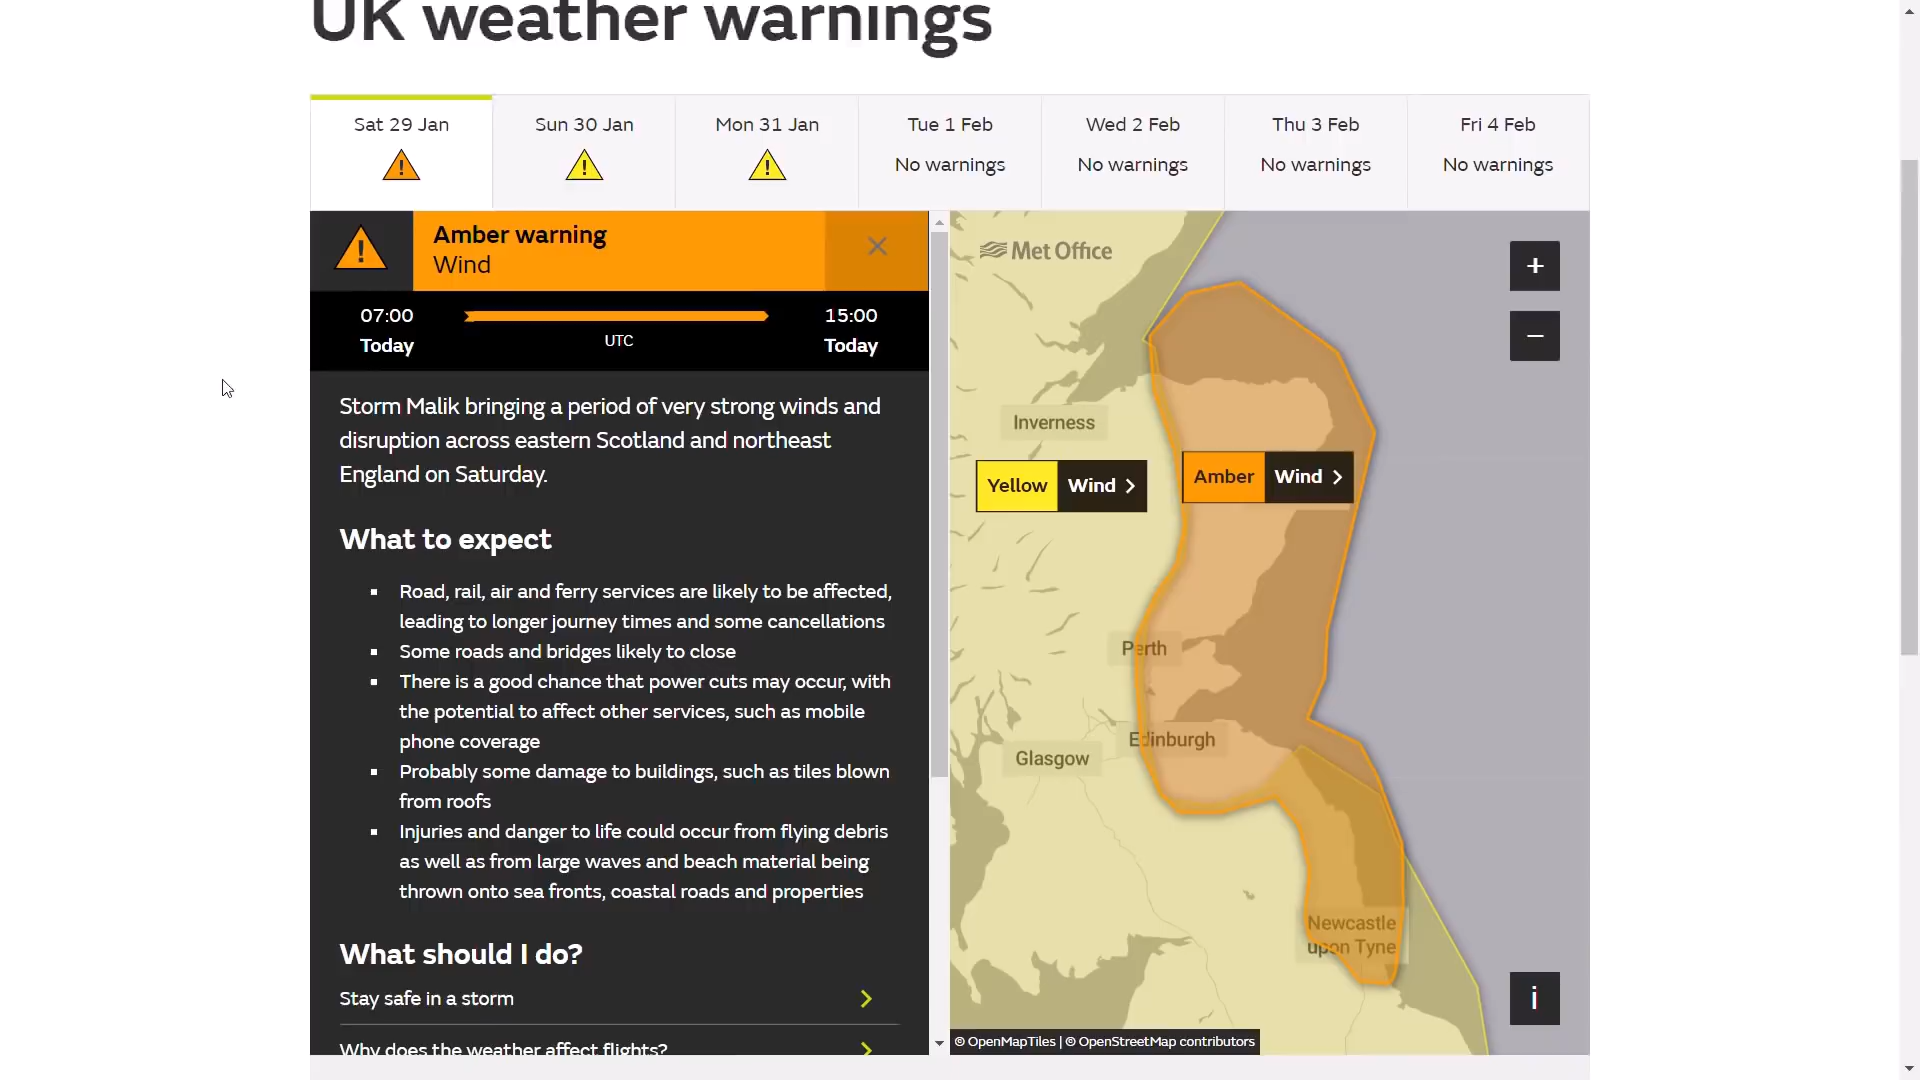 UK weather warnings
Sat 29 Jan
Sun 30 Jan
Mon 31 Jan
Tue 1 Feb
No warnings
Wed 2 Feb
No warnings
Thu 3 Feb
No warnings
Fri 4 Feb
No warnings
Amber warning
Wind
07:00
Today
UTC
15:00
Today
Storm Malik bringing a period of very strong winds and
disruption across eastern Scotland and northeast
England on Saturday.
What to expect
Road, rail, air and ferry services are likely to be affected,
leading to longer journey times and some cancellations
Some roads and bridges likely to close
There is a good chance that power cuts may occur, with
the potential to affect other services, such as mobile
phone coverage
Probably some damage to buildings, such as tiles blown
from roofs
Injuries and danger to life could occur from flying debris
as well as from large waves and beach material being
thrown onto sea fronts, coastal roads and properties
What should I do?
Stay safe in a storm
Why does the weather affect flights?
Met Office
Inverness
Yellow Wind
Amber Wind
Perth
Edinburgh
Glasgow
Newcastle
upon Tyne
i
© OpenMapTiles | © OpenStreetMap contributors